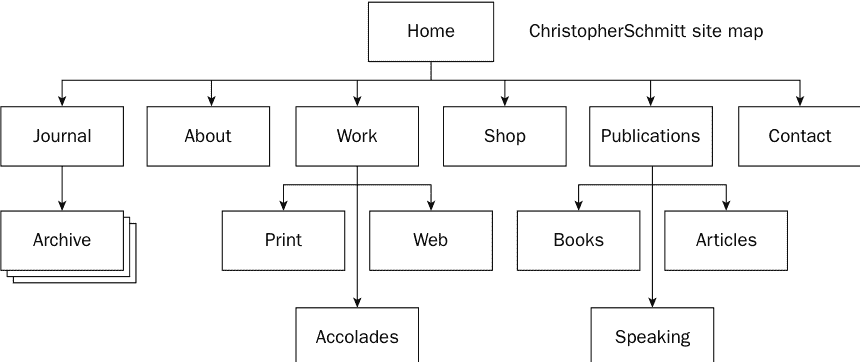 Home
ChristopherSchmitt site map
Journal
About
Work
Shop
Publications
Contact
Archive
Print
Web
Books
Articles
Accolades
Speaking